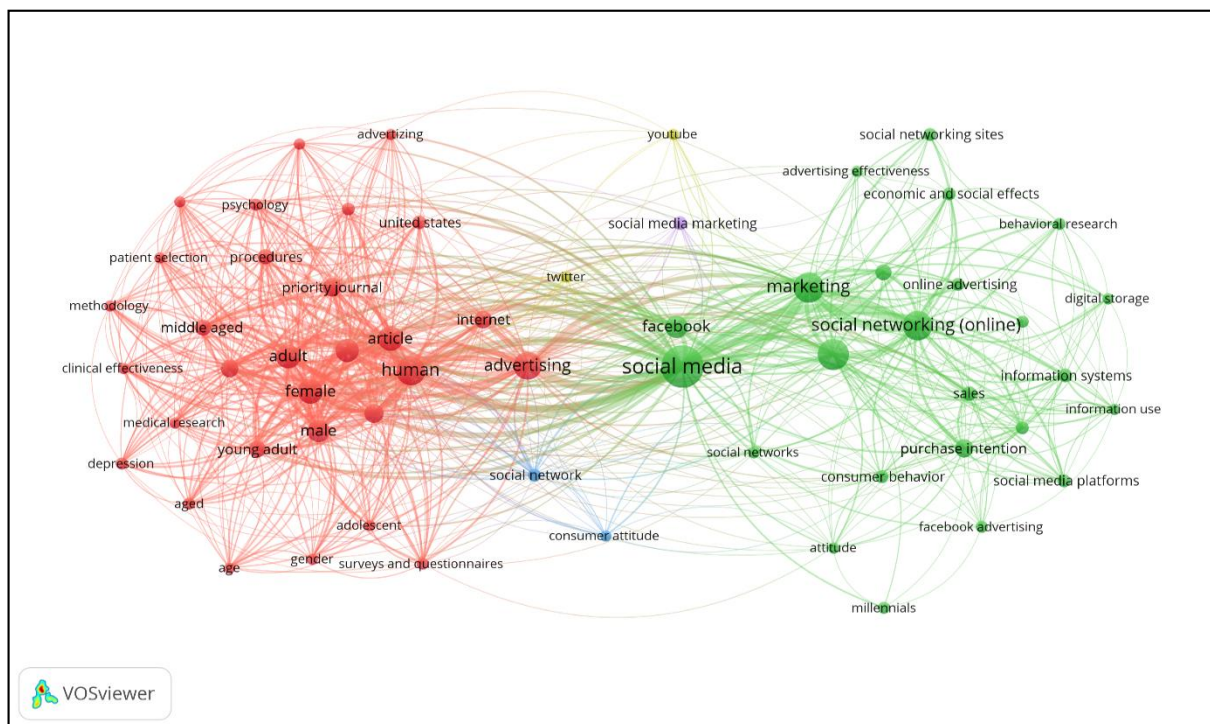 advertizing
youtube
social networking sites
advertising effectiveness
economic and social effects
psychology
united states
social media marketing
behavioral research
patient selection
procedures
priority journal
twitter
marketing
online advertising
digital storage
methodology
middle aged
internet
facebook
social networking (online)
article
adult
clinical effectiveness
human
advertising
social media
information systems
female
sales
information use
medical research
male
young adult
social networks
purchase intention
depression
social network
consumer behavior
social media platforms
aged
adolescent
consumer attitude
facebook advertising
attitude
age
gender
surveys and questionnaires
millennials
VOSviewer